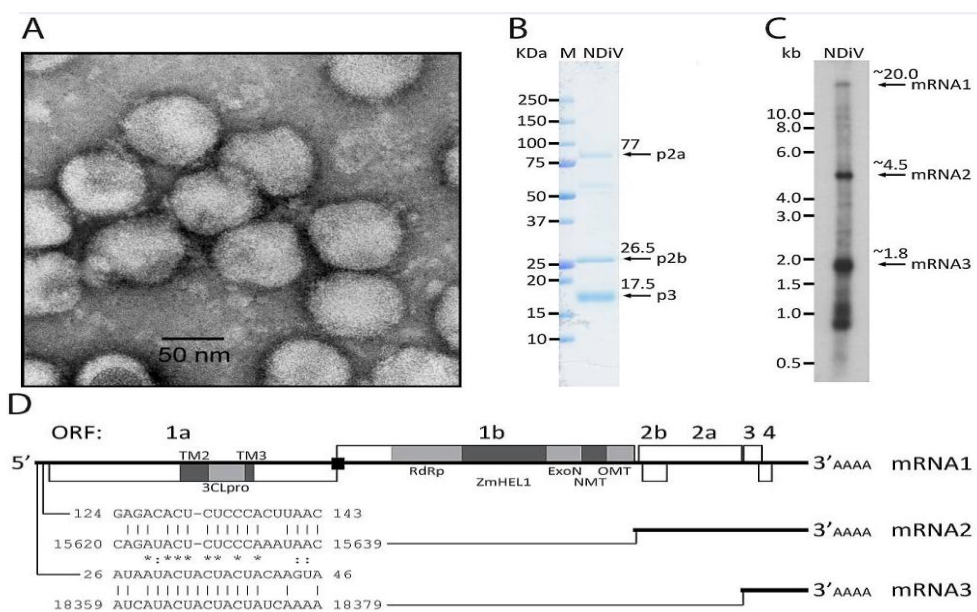 A
50 nm
B
KDa M NDiV
250
150
100
75
50
37
25
20
15
10
77
p2a
26.5
p2b
17.5
p3
C
kb NDiV
10.0
8.0
6.0
4.0
3.0
2.0
1.5
1.0
0.5
~20.0
mRNA1
~4.5
mRNA2
~1.8
mRNA3
D
ORF: 1a 1b 2b 2a 3 4
5’ TM2 TM3 3’AAAA mRNA1
3CLpro RdRp ZmHEL1 ExoN NMT OMT
124 GAGACACU-CUCCCACUUAAC 143
15620 CAGAUACU-CUCCCAAAUAAC 15639
3’AAAA mRNA2
*:*** ** * * ::
26 AUAAUACUACUACUACAAGUA 46
18359 AUCAUACUACUACUAUCAAAA 18379
3’AAAA mRNA3